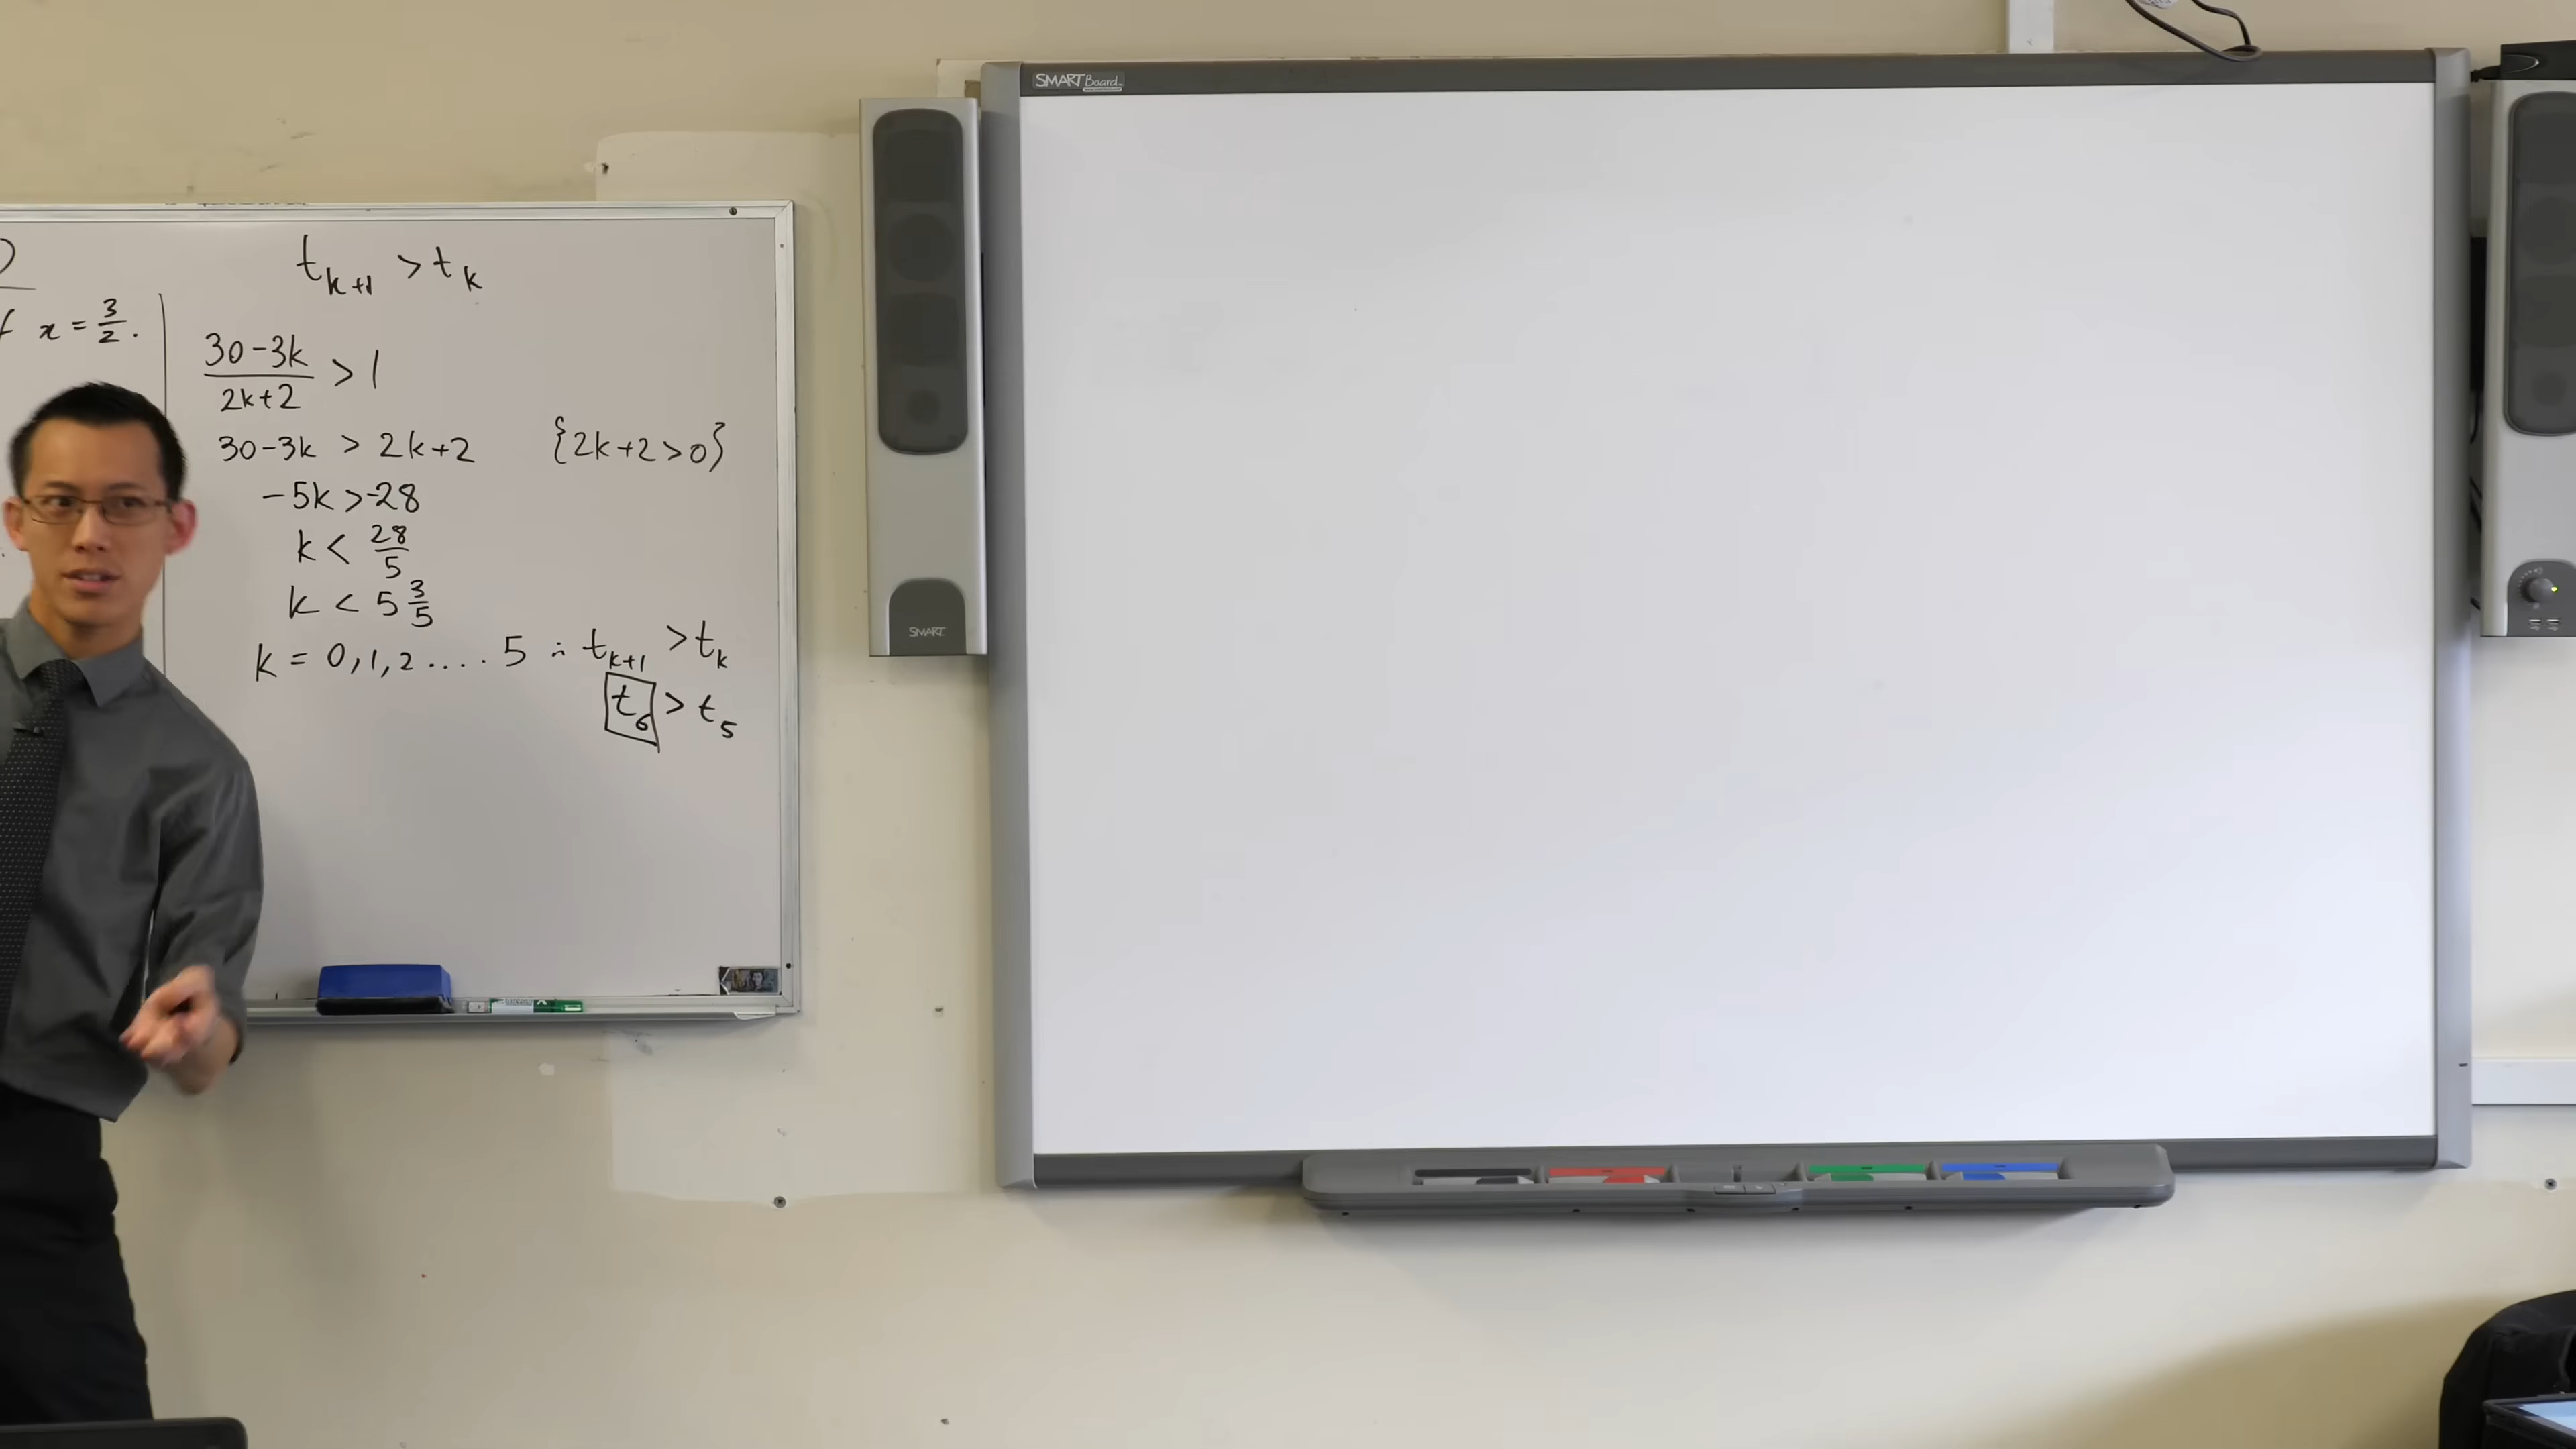 SMART Board
x = 3/2.
t_{k+1} > t_k
30-3k / 2k+2 > 1
30-3k > 2k+2 {2k+2>0}
-5k > -28
k < 28/5
k < 5 3/5
k = 0, 1, 2 .... 5 ∴ t_{k+1} > t_k
t_6 > t_5
SMART